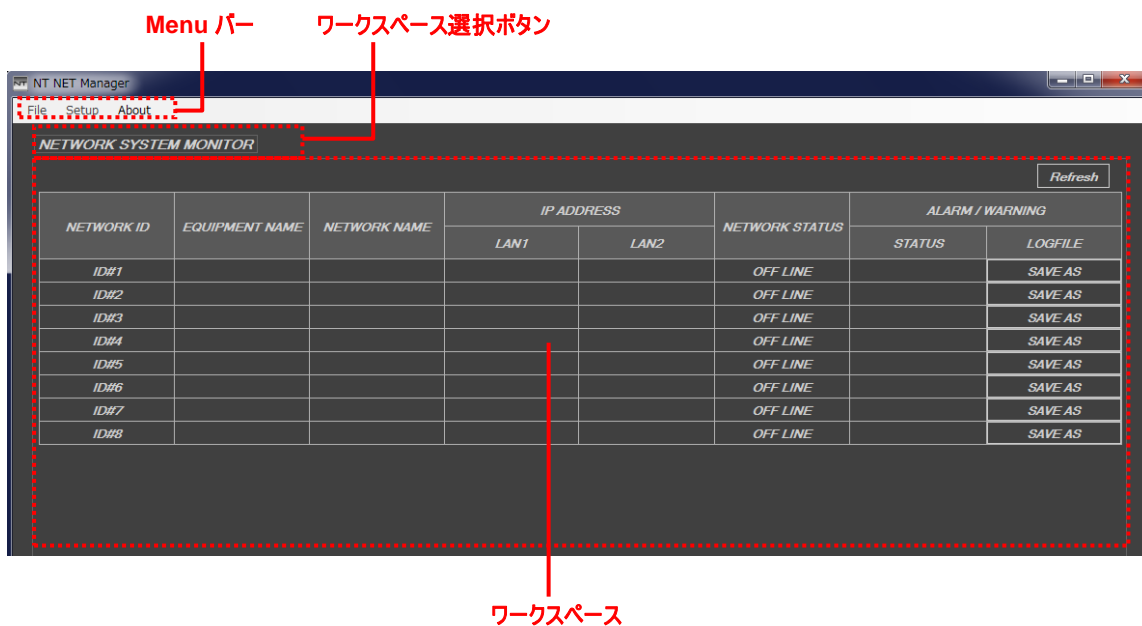 Menu バー ワークスペース選択ボタン
NT NT NET Manager
File Setup About
NETWORK SYSTEM MONITOR
Refresh
NETWORK ID EQUIPMENT NAME NETWORK NAME IP ADDRESS NETWORK STATUS ALARM / WARNING
LAN1 LAN2 STATUS LOGFILE
ID#1 OFF LINE SAVE AS
ID#2 OFF LINE SAVE AS
ID#3 OFF LINE SAVE AS
ID#4 OFF LINE SAVE AS
ID#5 OFF LINE SAVE AS
ID#6 OFF LINE SAVE AS
ID#7 OFF LINE SAVE AS
ID#8 OFF LINE SAVE AS
ワークスペース